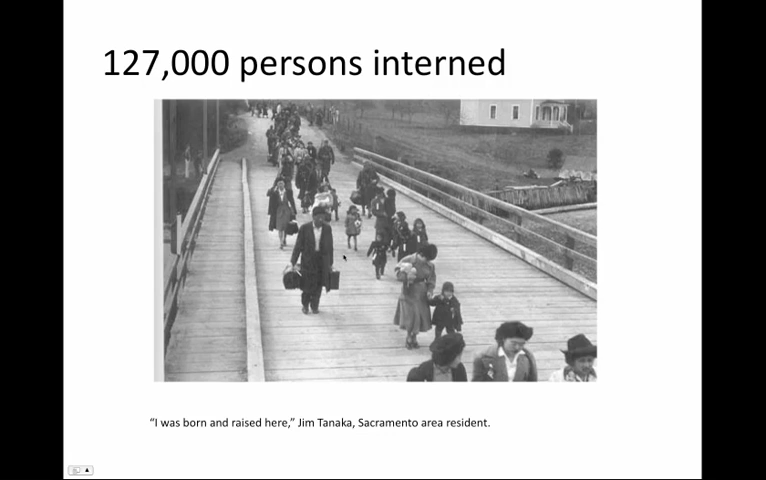 127,000 persons interned
“I was born and raised here,” Jim Tanaka, Sacramento area resident.